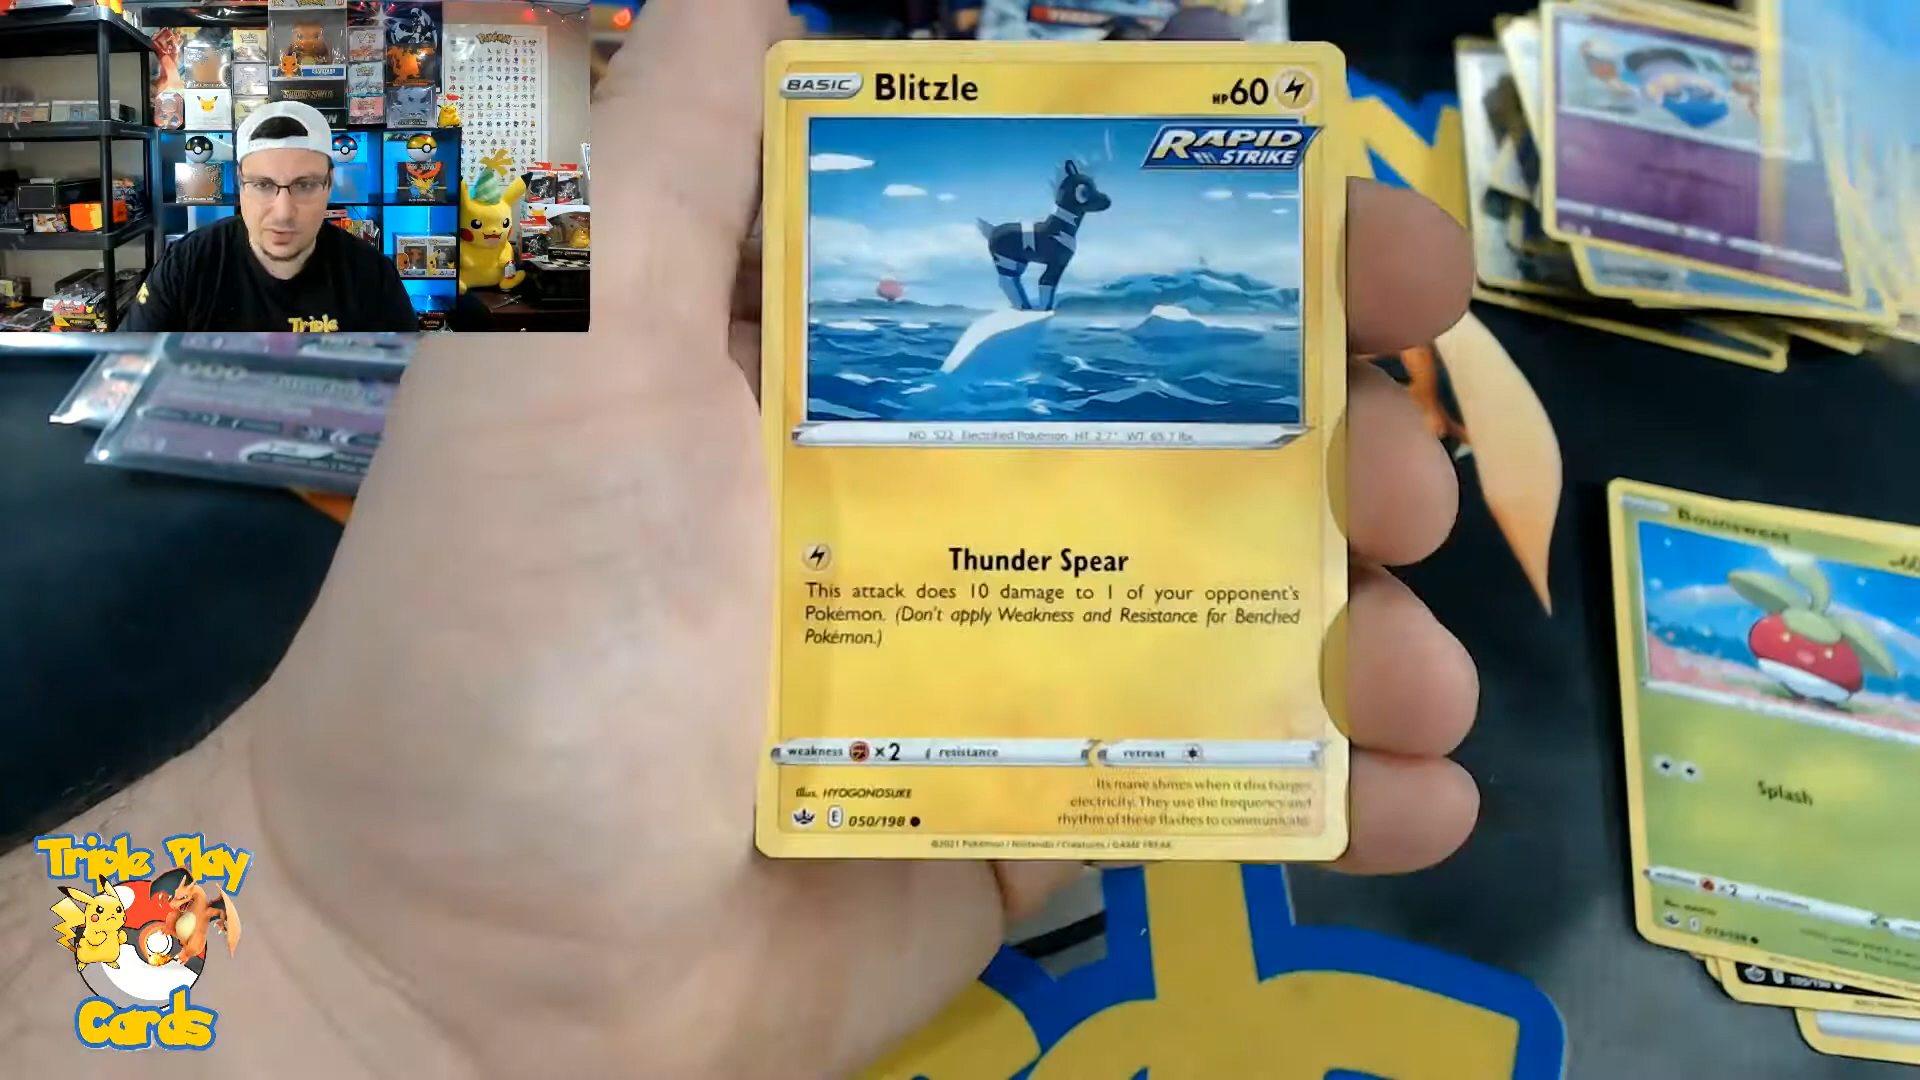 BASIC Blitzle HP60
RAPID
STRIKE
NO. 522 Electrified Pokémon HT: 2'7" WT: 65.7 lbs.
Thunder Spear
This attack does 10 damage to 1 of your opponent's
Pokémon. (Don't apply Weakness and Resistance for Benched
Pokémon.)
weakness ×2 resistance retreat
Illus. HYOGONOSUKE
E 050/198
Its mane shines when it discharges
electricity. They use the frequency and
rhythm of these flashes to communicate.
©2021 Pokémon / Nintendo / Creatures / GAME FREAK
Bounsweet
Splash
weakness ×2
Triple
Triple Play
Cards